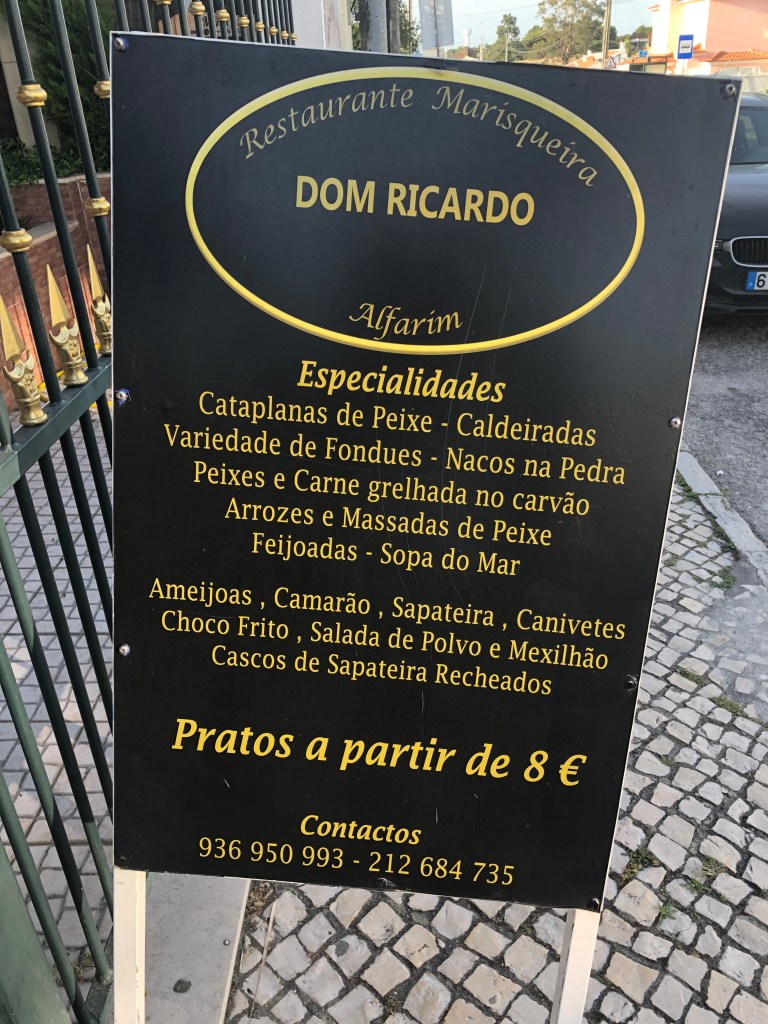 Restaurante Marisqueira
DOM RICARDO
Alfarim
Especialidades
Cataplanas de Peixe - Caldeiradas
Variedade de Fondues - Nacos na Pedra
Peixes e Carne grelhada no carvão
Arrozes e Massadas de Peixe
Feijoadas - Sopa do Mar
Ameijoas , Camarão , Sapateira , Canivetes
Choco Frito , Salada de Polvo e Mexilhão
Cascos de Sapateira Recheados
Pratos a partir de 8 €
Contactos
936 950 993 - 212 684 735
6